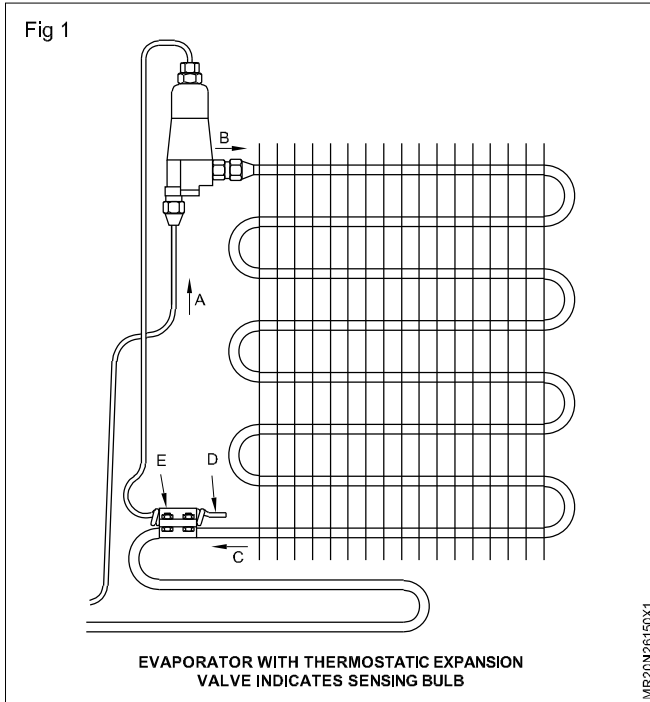 Fig 1
B
A
E
D
C
EVAPORATOR WITH THERMOSTATIC EXPANSION
VALVE INDICATES SENSING BULB
MR20N26150X1